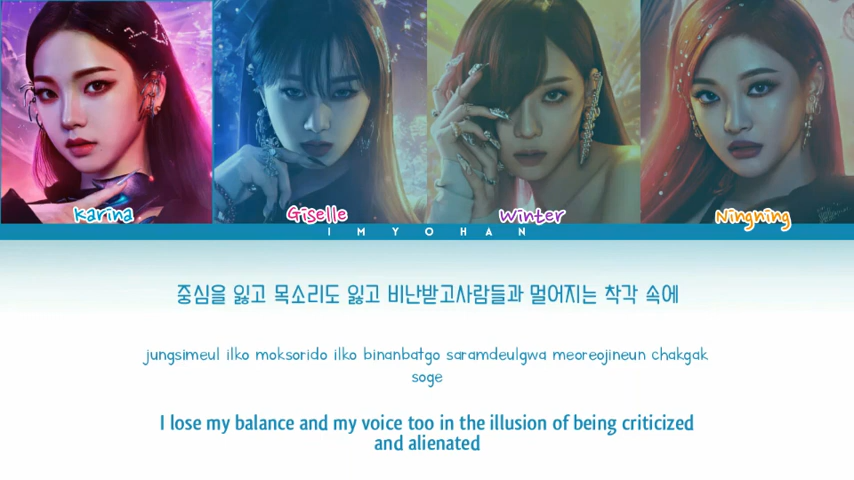 Karina
Giselle
Winter
Ningning
IMYOHAN
중심을 잃고 목소리도 잃고 비난받고사람들과 멀어지는 착각 속에
jungsimeul ilko moksorido ilko binanbatgo saramdeulgwa meoreojineun chakgak
soge
I lose my balance and my voice too in the illusion of being criticized
and alienated